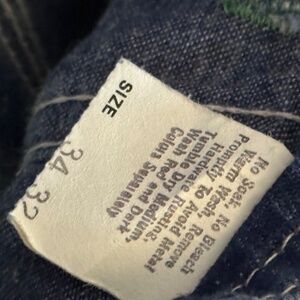 SIZE
34 32
No Soak. No Bleach
Warm Wash. Remove
Promptly To Avoid
Hardware Rusting.
Tumble Dry Medium.
Wash Red and Dark
Colors Separately